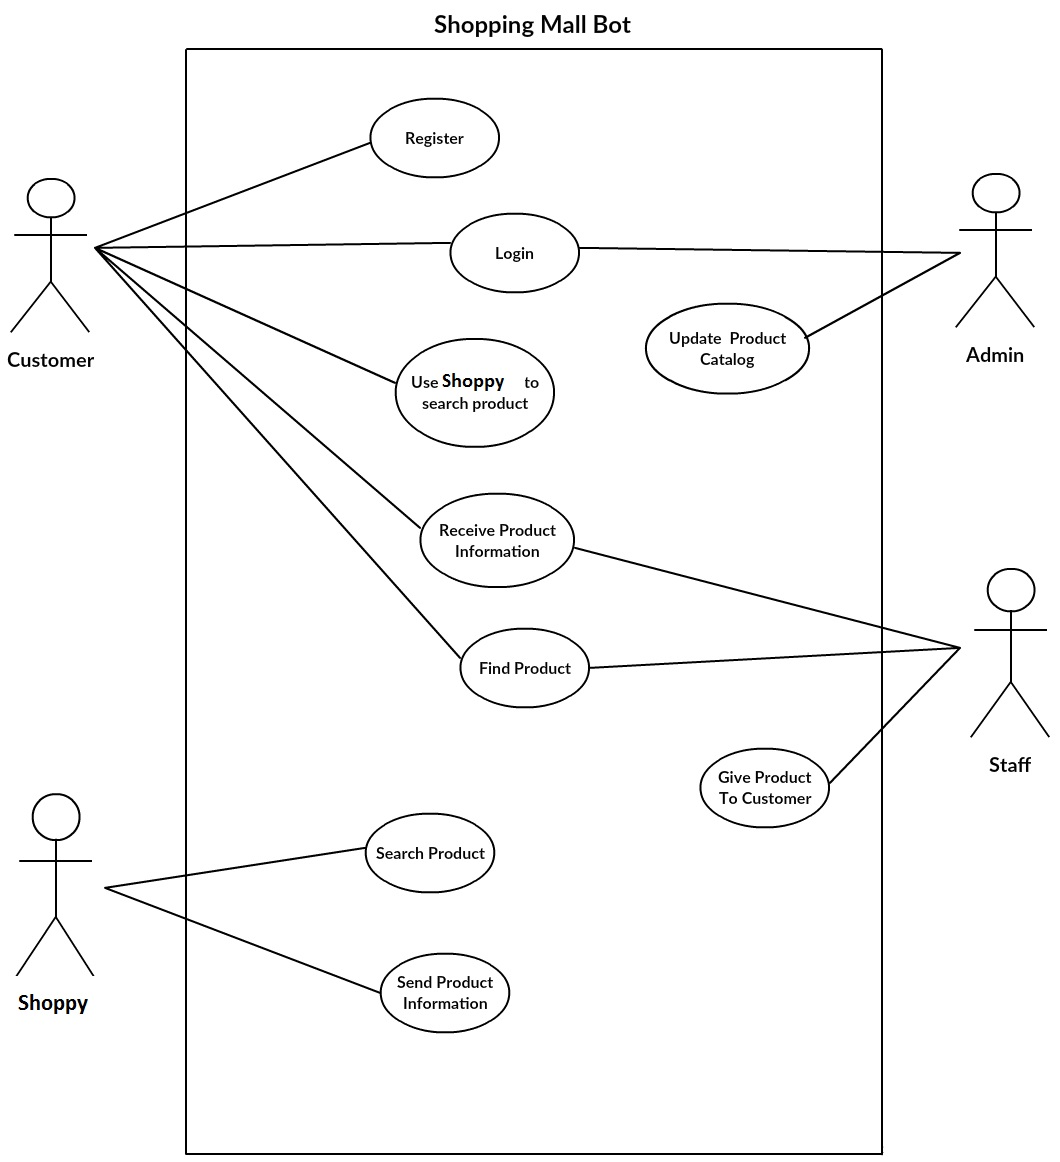 Shopping Mall Bot
Register
Login
Customer
Update Product
Catalog
Admin
Use Shoppy to
search product
Receive Product
Information
Find Product
Staff
Give Product
To Customer
Search Product
Send Product
Information
Shoppy